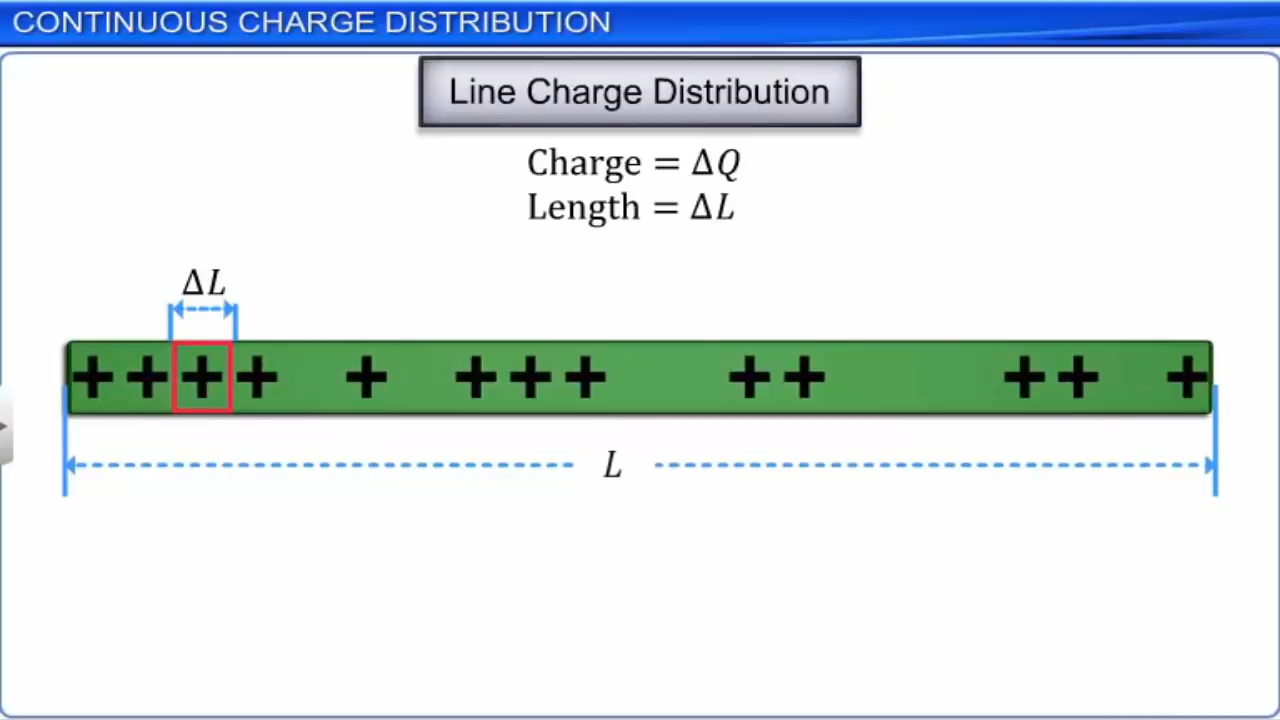 CONTINUOUS CHARGE DISTRIBUTION
Line Charge Distribution
Charge = ΔQ
Length = ΔL
ΔL
+ + + + + + + + + + + + +
L